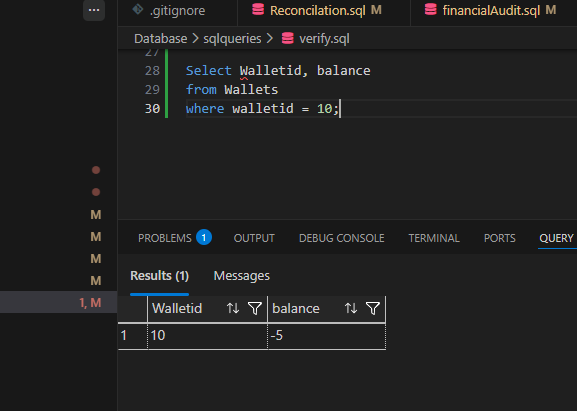 ...
.gitignore
Reconcilation.sql M
financialAudit.sql M
Database > sqlqueries > verify.sql
27
28 Select Walletid, balance
29 from Wallets
30 where walletid = 10;
M
M
M
M
1, M
PROBLEMS 1 OUTPUT DEBUG CONSOLE TERMINAL PORTS QUERY
Results (1) Messages
Walletid balance
1 10 -5